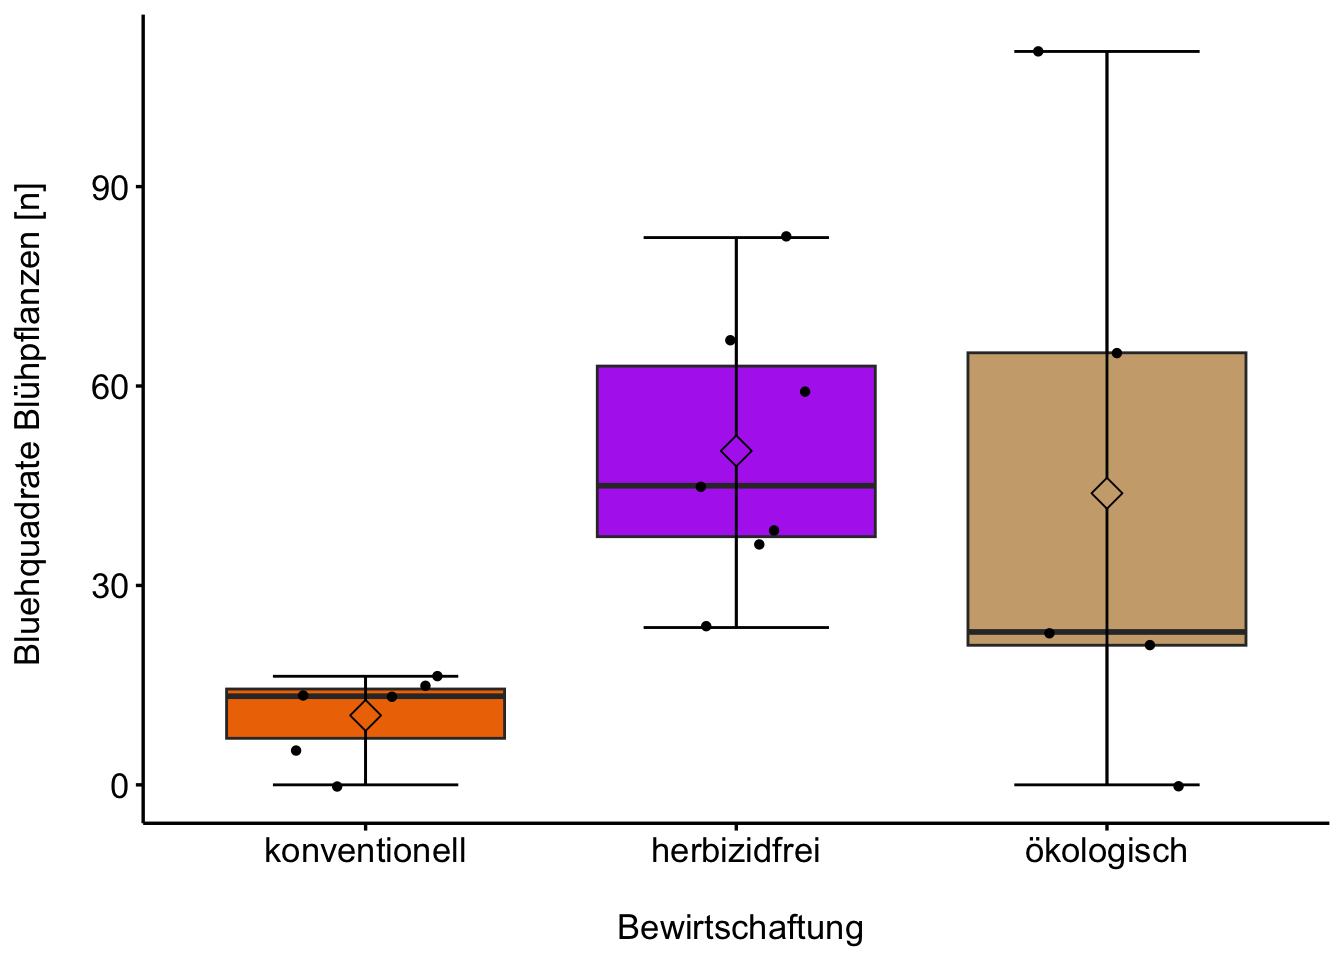 Bluehquadrate Blühpflanzen [n]
90
60
30
0
konventionell
herbizidfrei
ökologisch
Bewirtschaftung